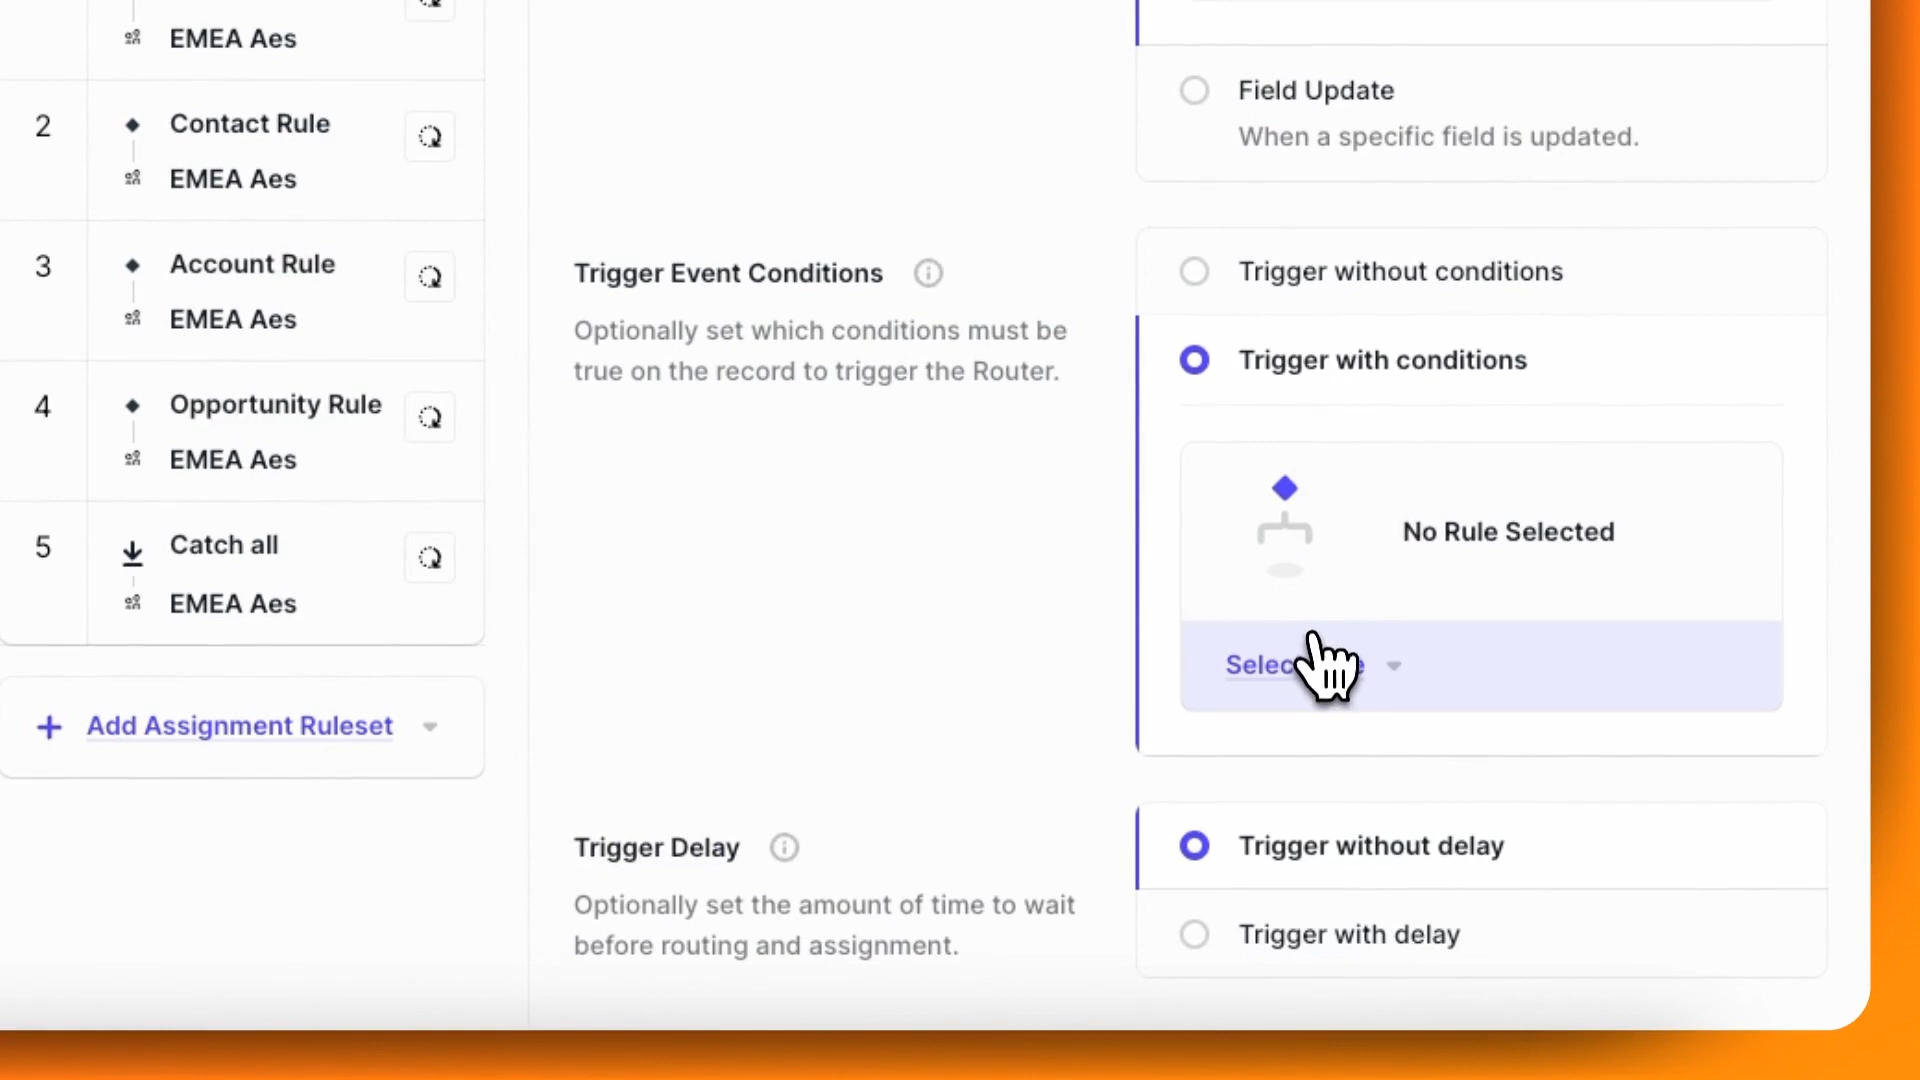 EMEA Aes
2
Contact Rule
EMEA Aes
3
Account Rule
EMEA Aes
4
Opportunity Rule
EMEA Aes
5
Catch all
EMEA Aes
Add Assignment Ruleset
Field Update
When a specific field is updated.
Trigger Event Conditions
Optionally set which conditions must be
true on the record to trigger the Router.
Trigger without conditions
Trigger with conditions
No Rule Selected
Trigger Delay
Optionally set the amount of time to wait
before routing and assignment.
Trigger without delay
Trigger with delay